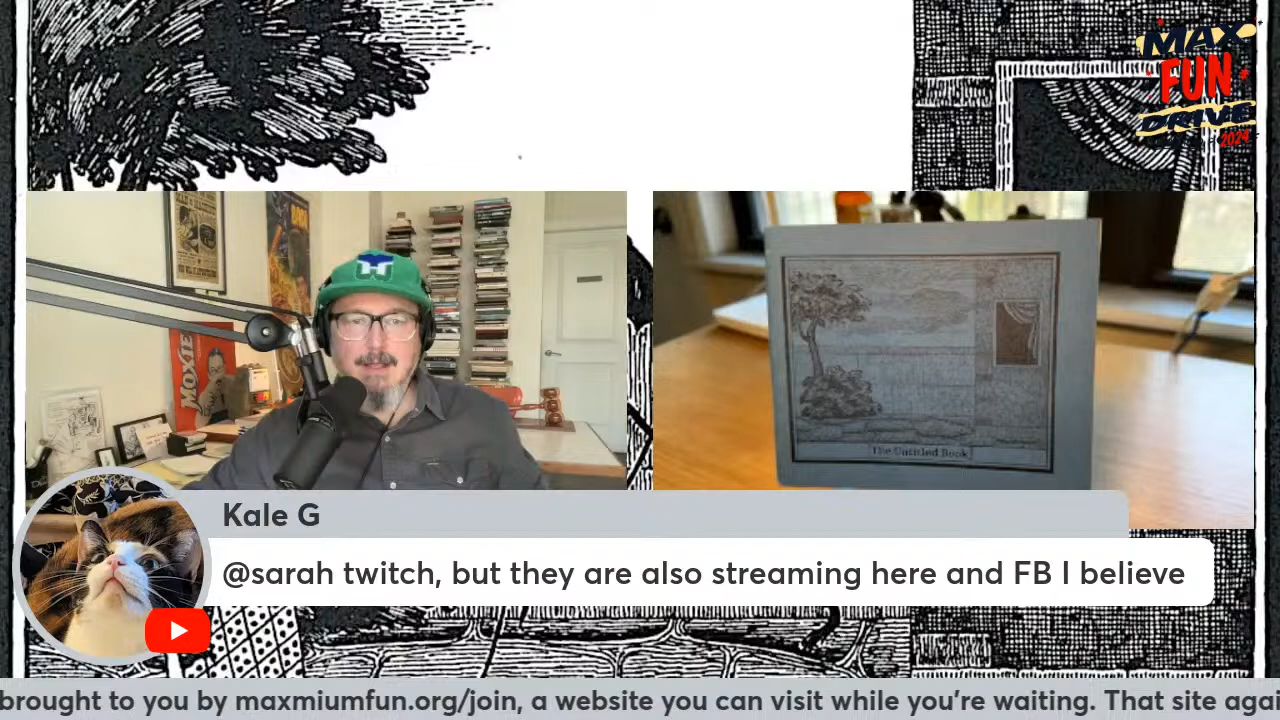 MAX
FUN
DRIVE
2024
MOXIE
The Untitled Book
Kale G
@sarah twitch, but they are also streaming here and FB I believe
brought to you by maxmiumfun.org/join, a website you can visit while you're waiting. That site agai